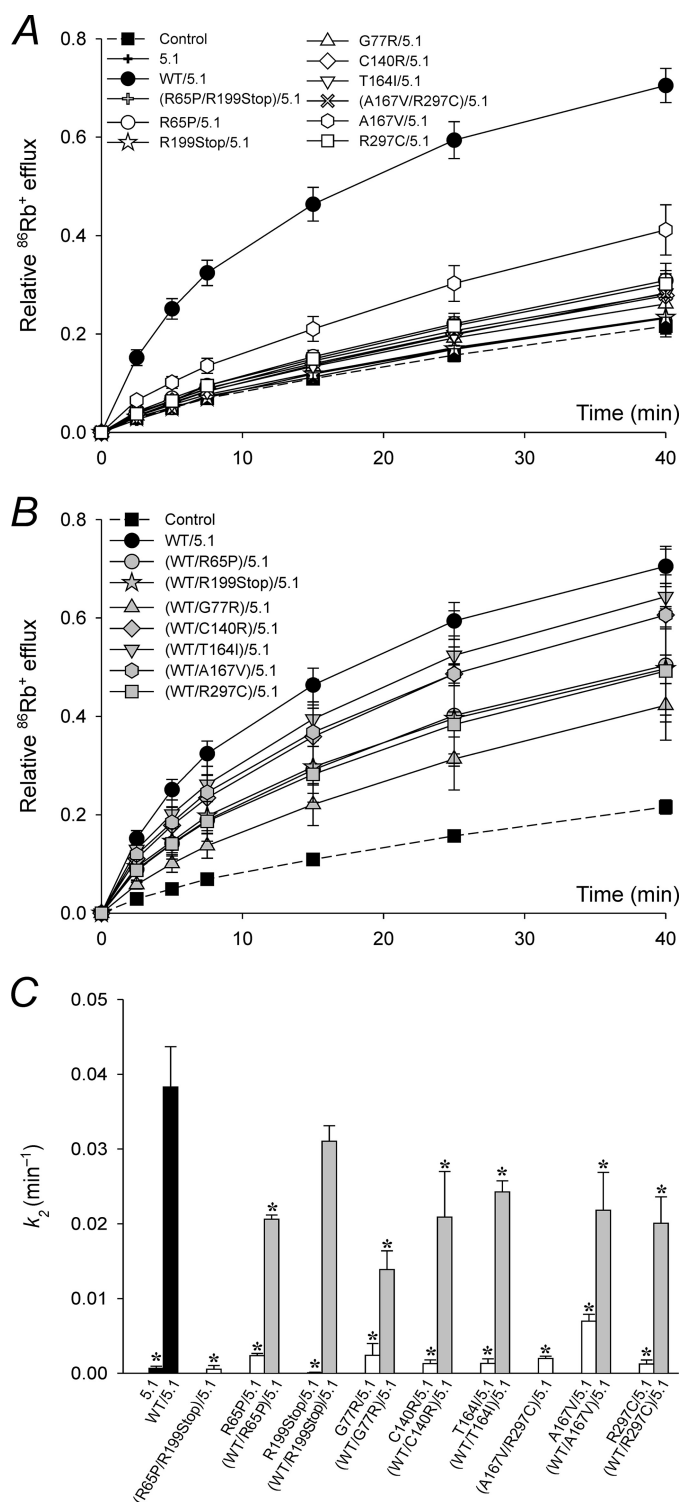 A
0.8
0.6
0.4
0.2
0.0
Relative ⁸⁶Rb⁺ efflux
Control
5.1
WT/5.1
(R65P/R199Stop)/5.1
R65P/5.1
R199Stop/5.1
G77R/5.1
C140R/5.1
T164I/5.1
(A167V/R297C)/5.1
A167V/5.1
R297C/5.1
Time (min)
0 10 20 30 40
B
0.8
0.6
0.4
0.2
0.0
Relative ⁸⁶Rb⁺ efflux
Control
WT/5.1
(WT/R65P)/5.1
(WT/R199Stop)/5.1
(WT/G77R)/5.1
(WT/C140R)/5.1
(WT/T164I)/5.1
(WT/A167V)/5.1
(WT/R297C)/5.1
Time (min)
0 10 20 30 40
C
0.05
0.04
0.03
0.02
0.01
0.00
k₂ (min⁻¹)
* * * * * * * * * * * * * * *
5.1
WT/5.1
(R65P/R199Stop)/5.1
R65P/5.1
(WT/R65P)/5.1
R199Stop/5.1
(WT/R199Stop)/5.1
G77R/5.1
(WT/G77R)/5.1
C140R/5.1
(WT/C140R)/5.1
T164I/5.1
(WT/T164I)/5.1
(A167V/R297C)/5.1
A167V/5.1
(WT/A167V)/5.1
R297C/5.1
(WT/R297C)/5.1